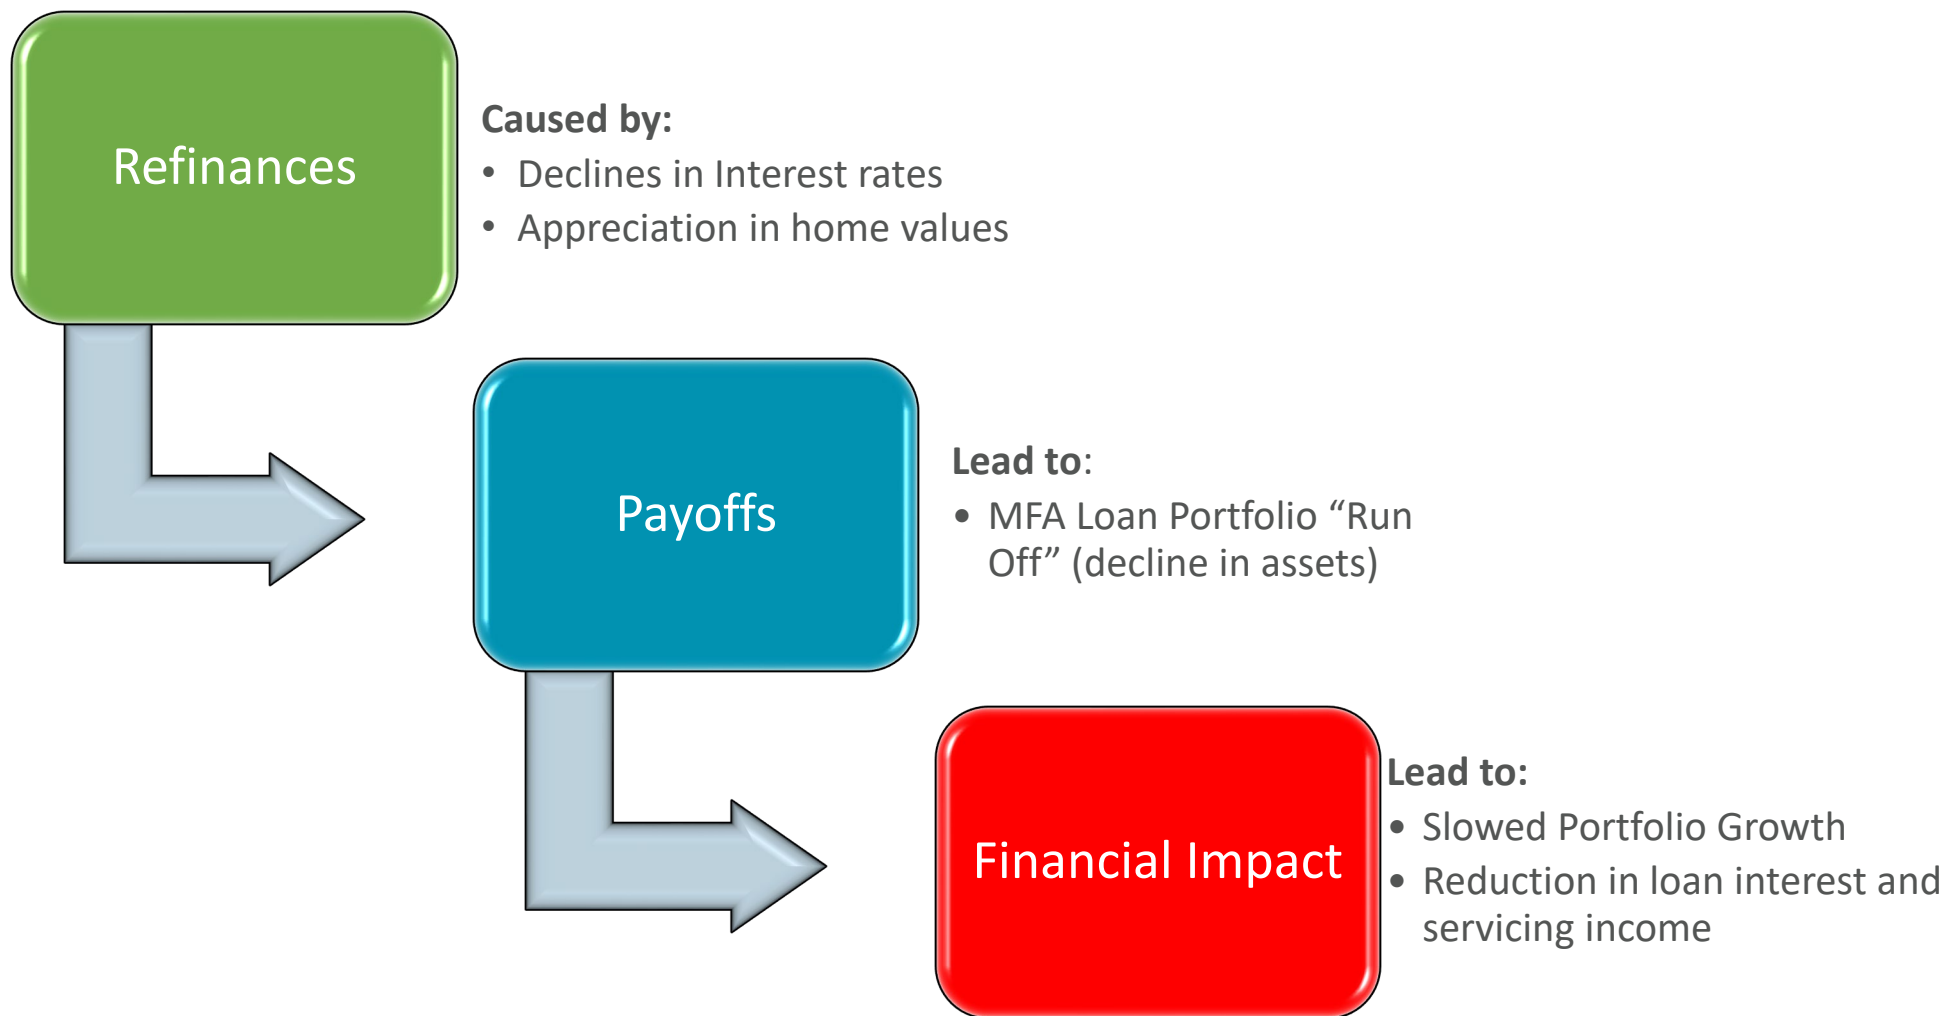 Refinances
Caused by:
• Declines in Interest rates
• Appreciation in home values
Payoffs
Lead to:
• MFA Loan Portfolio “Run
Off” (decline in assets)
Financial Impact
Lead to:
• Slowed Portfolio Growth
• Reduction in loan interest and
servicing income